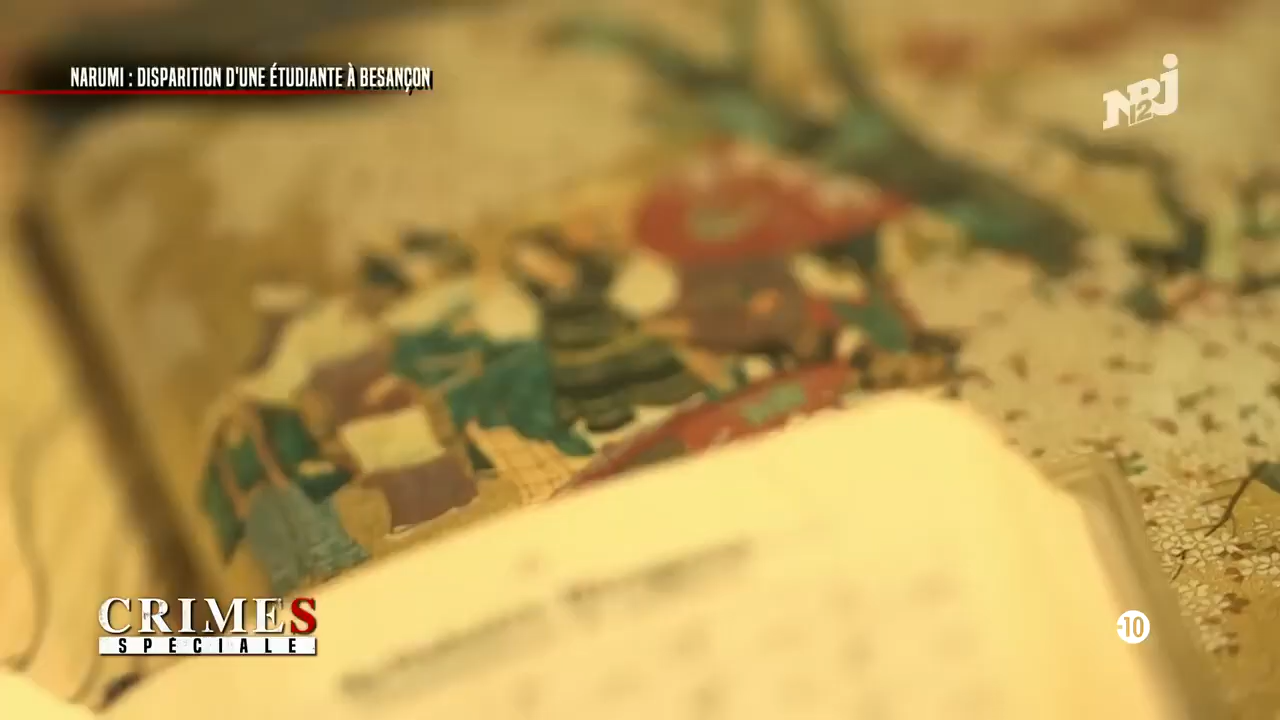 NARUMI : DISPARITION D'UNE ÉTUDIANTE À BESANÇON
NRJ
12
CRIMES
SPÉCIALE
-10